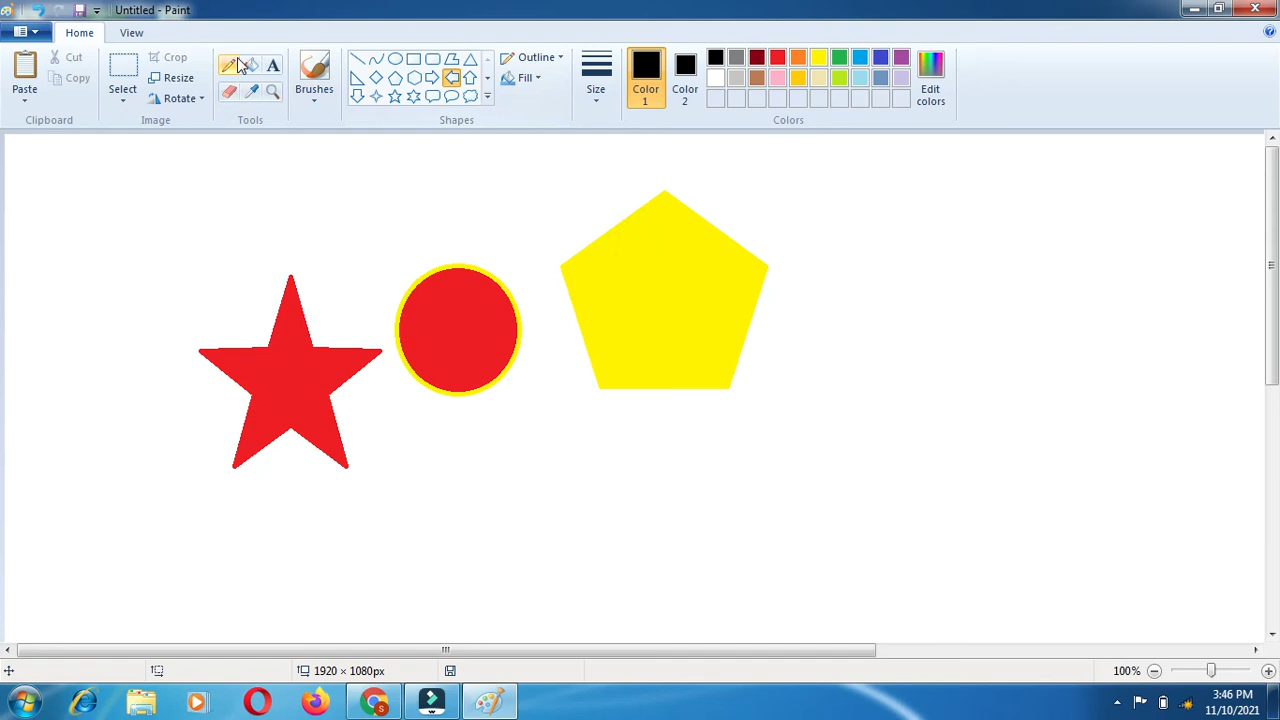 Untitled - Paint
Home View
Paste
Cut
Copy
Clipboard
Select
Crop
Resize
Rotate
Image
A
Tools
Brushes
Outline
Fill
Shapes
Size
Color 1
Color 2
Edit colors
Colors
1920 × 1080px
100%
3:46 PM
11/10/2021